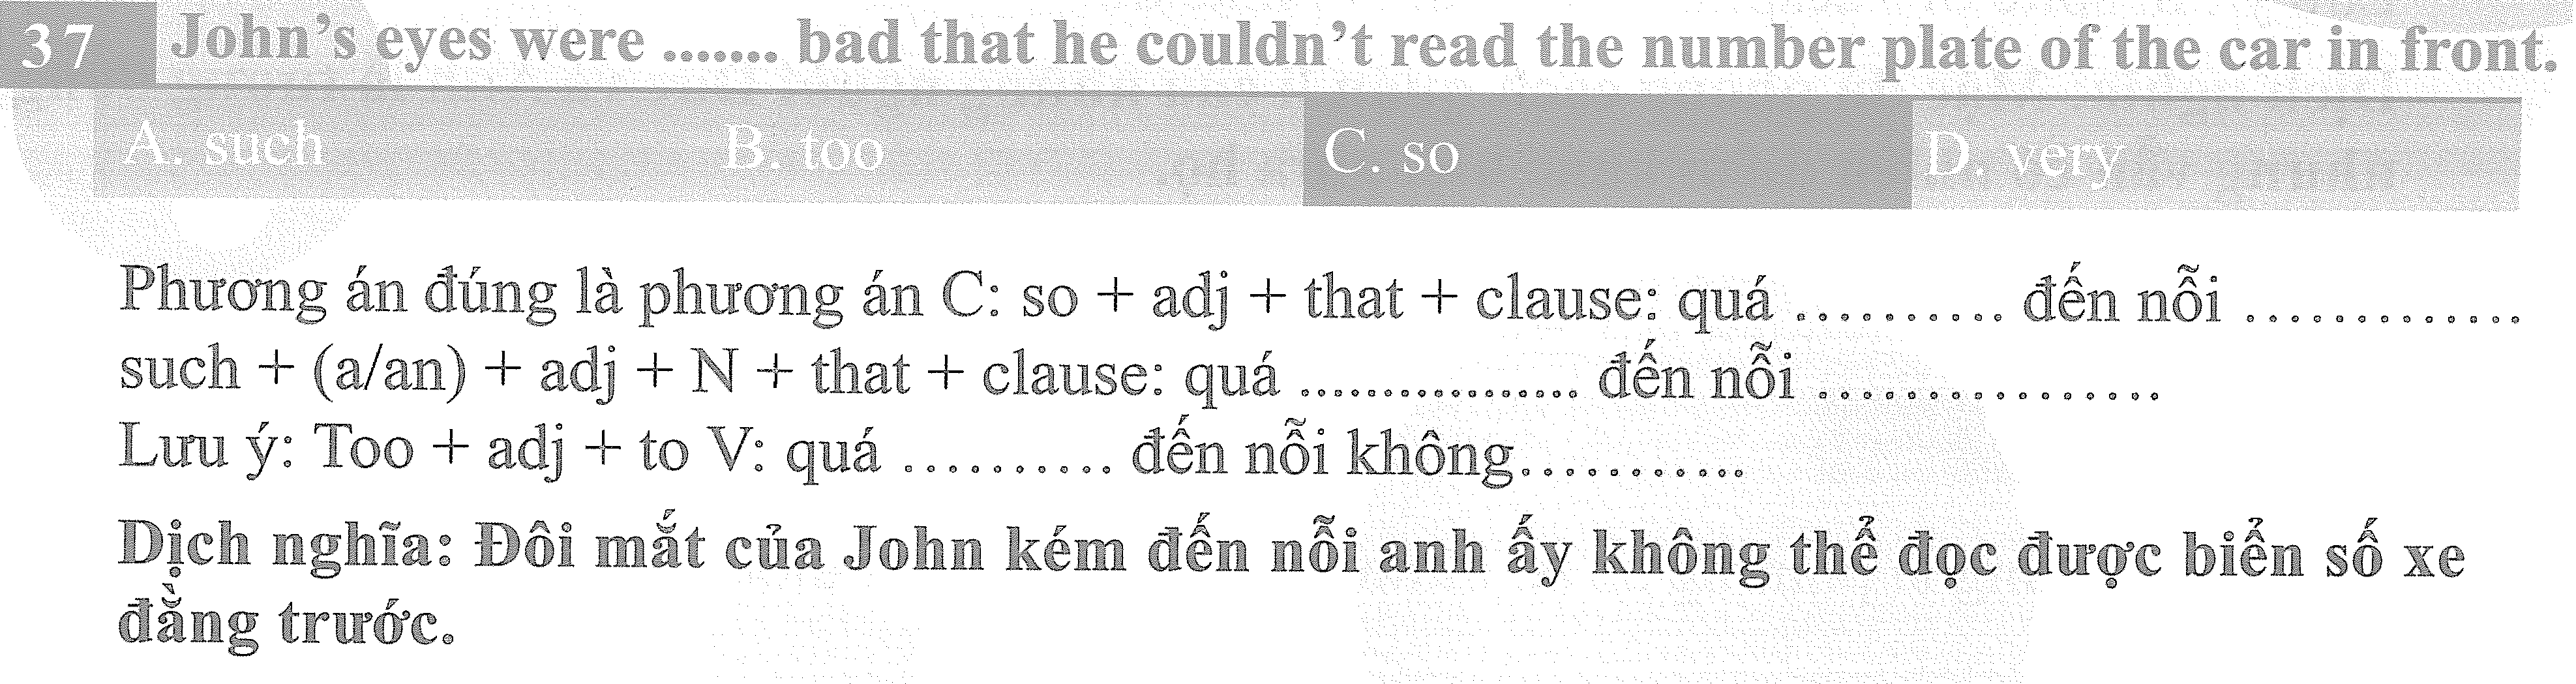 37 John's eyes were ....... bad that he couldn't read the number plate of the car in front.
A. such B. too C. so D. very
Phương án đúng là phương án C: so + adj + that + clause: quá .......... đến nỗi .............
such + (a/an) + adj + N + that + clause: quá ................. đến nỗi ................
Lưu ý: Too + adj + to V: quá .......... đến nỗi không...........
Dịch nghĩa: Đôi mắt của John kém đến nỗi anh ấy không thể đọc được biển số xe
đằng trước.